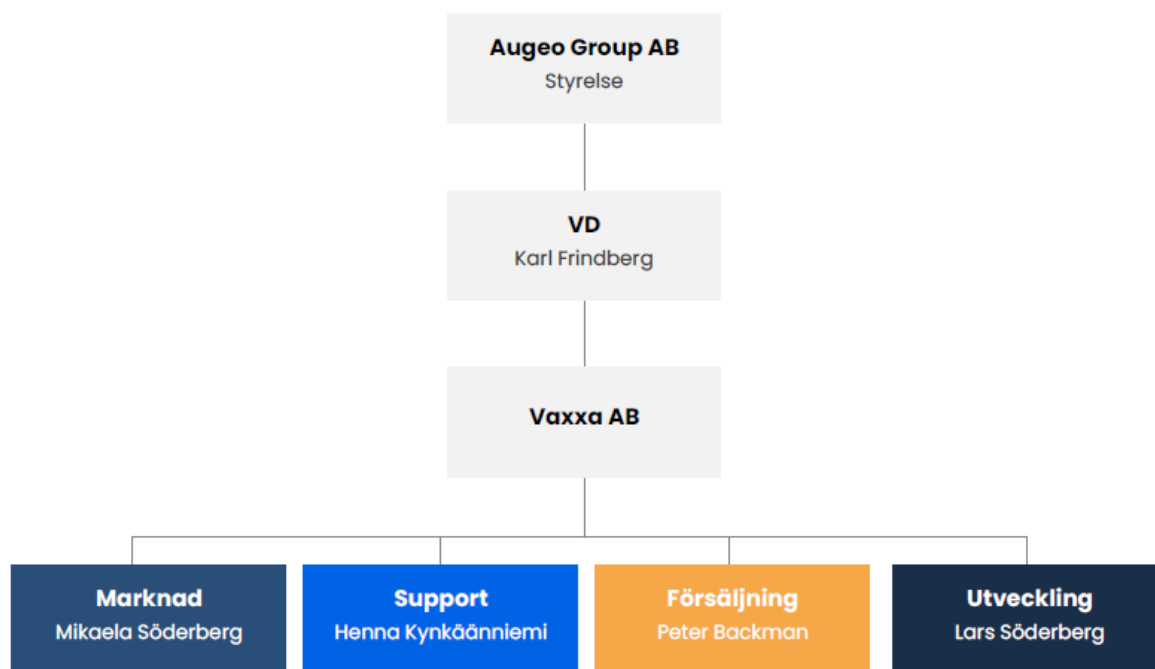 Augeo Group AB
Styrelse
VD
Karl Frindberg
Vaxxa AB
Marknad
Mikaela Söderberg
Support
Henna Kynkäänniemi
Försäljning
Peter Backman
Utveckling
Lars Söderberg